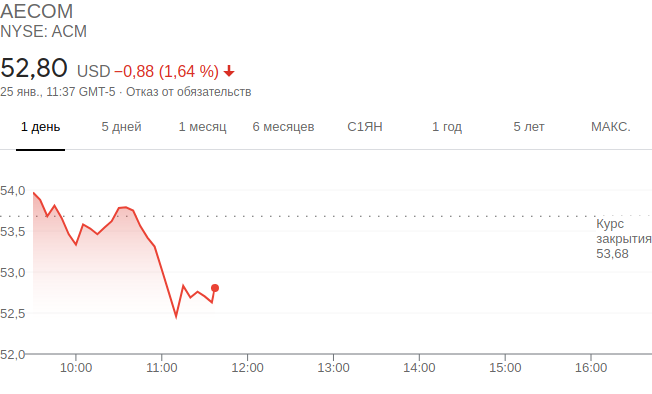 AECOM
NYSE: ACM
52,80 USD −0,88 (1,64 %)
25 янв., 11:37 GMT-5 · Отказ от обязательств
1 день 5 дней 1 месяц 6 месяцев С1ЯН 1 год 5 лет МАКС.
54,0
53,5
53,0
52,5
52,0
Курс
закрытия
53,68
10:00 11:00 12:00 13:00 14:00 15:00 16:00